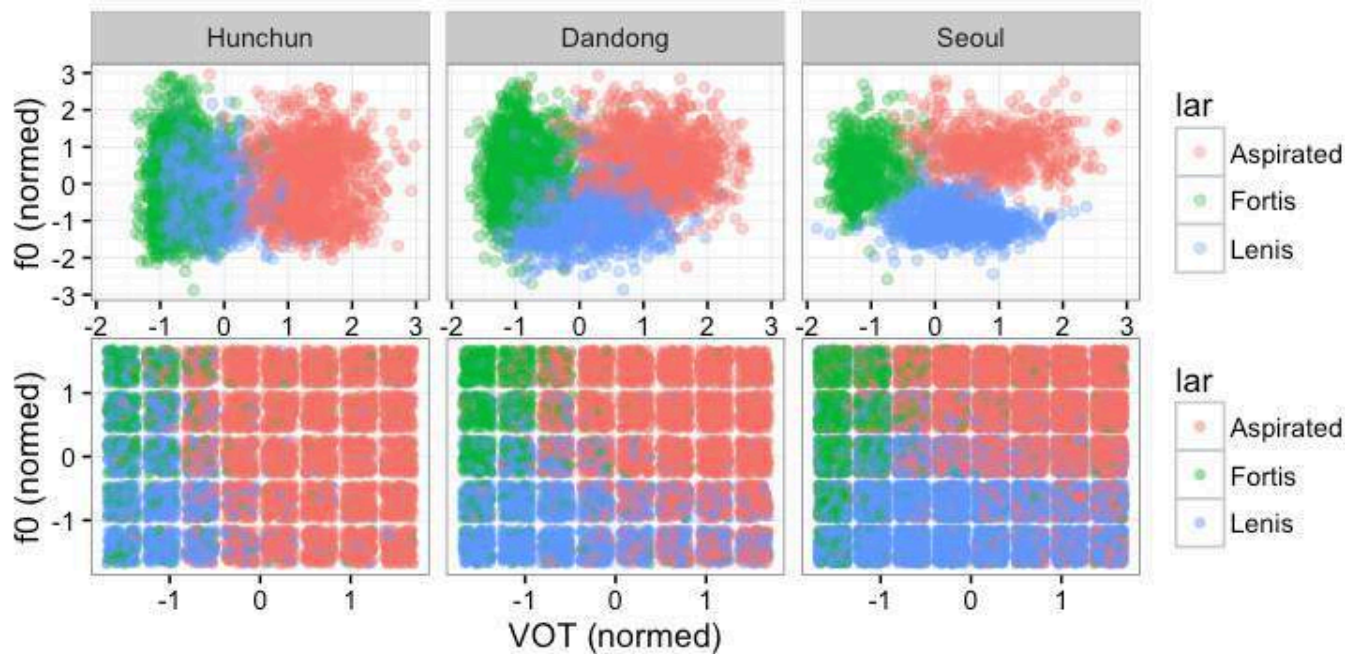 Hunchun Dandong Seoul
f0 (normed)
3
2
1
0
-1
-2
-3
-2 -1 0 1 2 3 -2 -1 0 1 2 3 -2 -1 0 1 2 3
lar
Aspirated
Fortis
Lenis
f0 (normed)
1
0
-1
-1 0 1 -1 0 1 -1 0 1
VOT (normed)
lar
Aspirated
Fortis
Lenis